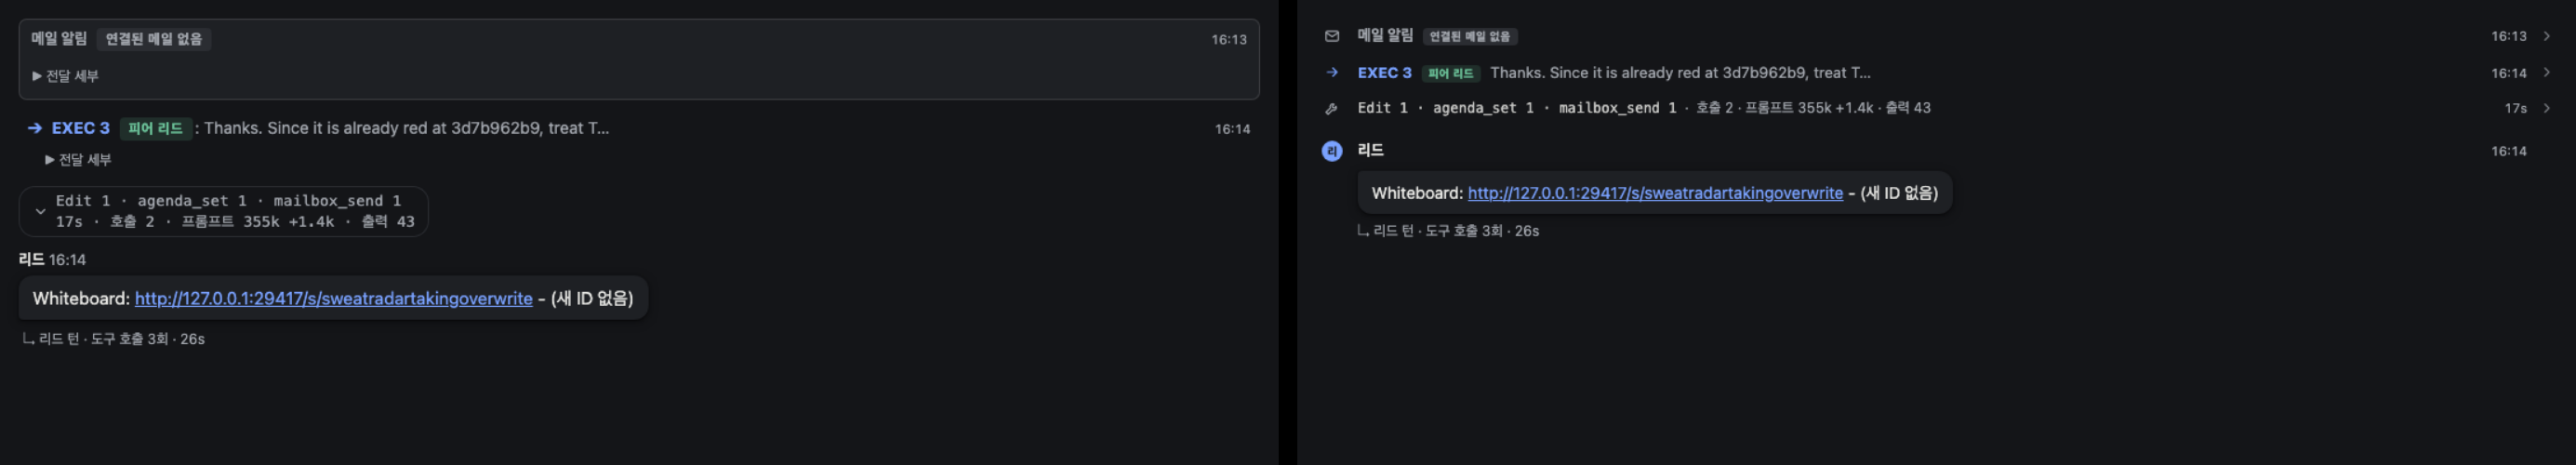 메일 알림 연결된 메일 없음 16:13
▶ 전달 세부
→ EXEC 3 피어 리드 : Thanks. Since it is already red at 3d7b962b9, treat T... 16:14
▶ 전달 세부
Edit 1 · agenda_set 1 · mailbox_send 1
17s · 호출 2 · 프롬프트 355k +1.4k · 출력 43
리드 16:14
Whiteboard: http://127.0.0.1:29417/s/sweatradartakingoverwrite - (새 ID 없음)
리드 턴 · 도구 호출 3회 · 26s
메일 알림 연결된 메일 없음 16:13
→ EXEC 3 피어 리드 Thanks. Since it is already red at 3d7b962b9, treat T... 16:14
Edit 1 · agenda_set 1 · mailbox_send 1 · 호출 2 · 프롬프트 355k +1.4k · 출력 43 17s
리 리드 16:14
Whiteboard: http://127.0.0.1:29417/s/sweatradartakingoverwrite - (새 ID 없음)
리드 턴 · 도구 호출 3회 · 26s